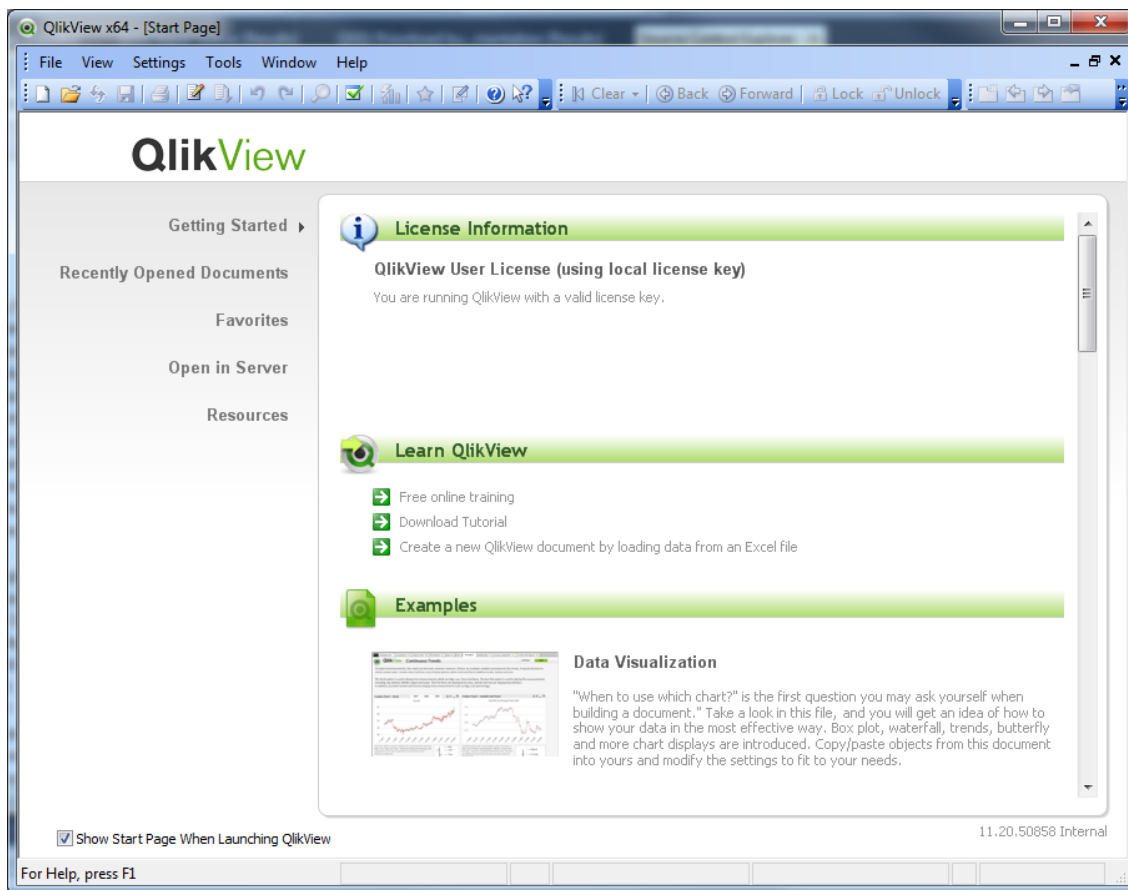 QlikView x64 - [Start Page]
File View Settings Tools Window Help
Clear Back Forward Lock Unlock
QlikView
Getting Started
Recently Opened Documents
Favorites
Open in Server
Resources
License Information
QlikView User License (using local license key)
You are running QlikView with a valid license key.
Learn QlikView
Free online training
Download Tutorial
Create a new QlikView document by loading data from an Excel file
Examples
Data Visualization
"When to use which chart?" is the first question you may ask yourself when
building a document." Take a look in this file, and you will get an idea of how to
show your data in the most effective way. Box plot, waterfall, trends, butterfly
and more chart displays are introduced. Copy/paste objects from this document
into yours and modify the settings to fit to your needs.
Show Start Page When Launching QlikView
11.20.50858 Internal
For Help, press F1